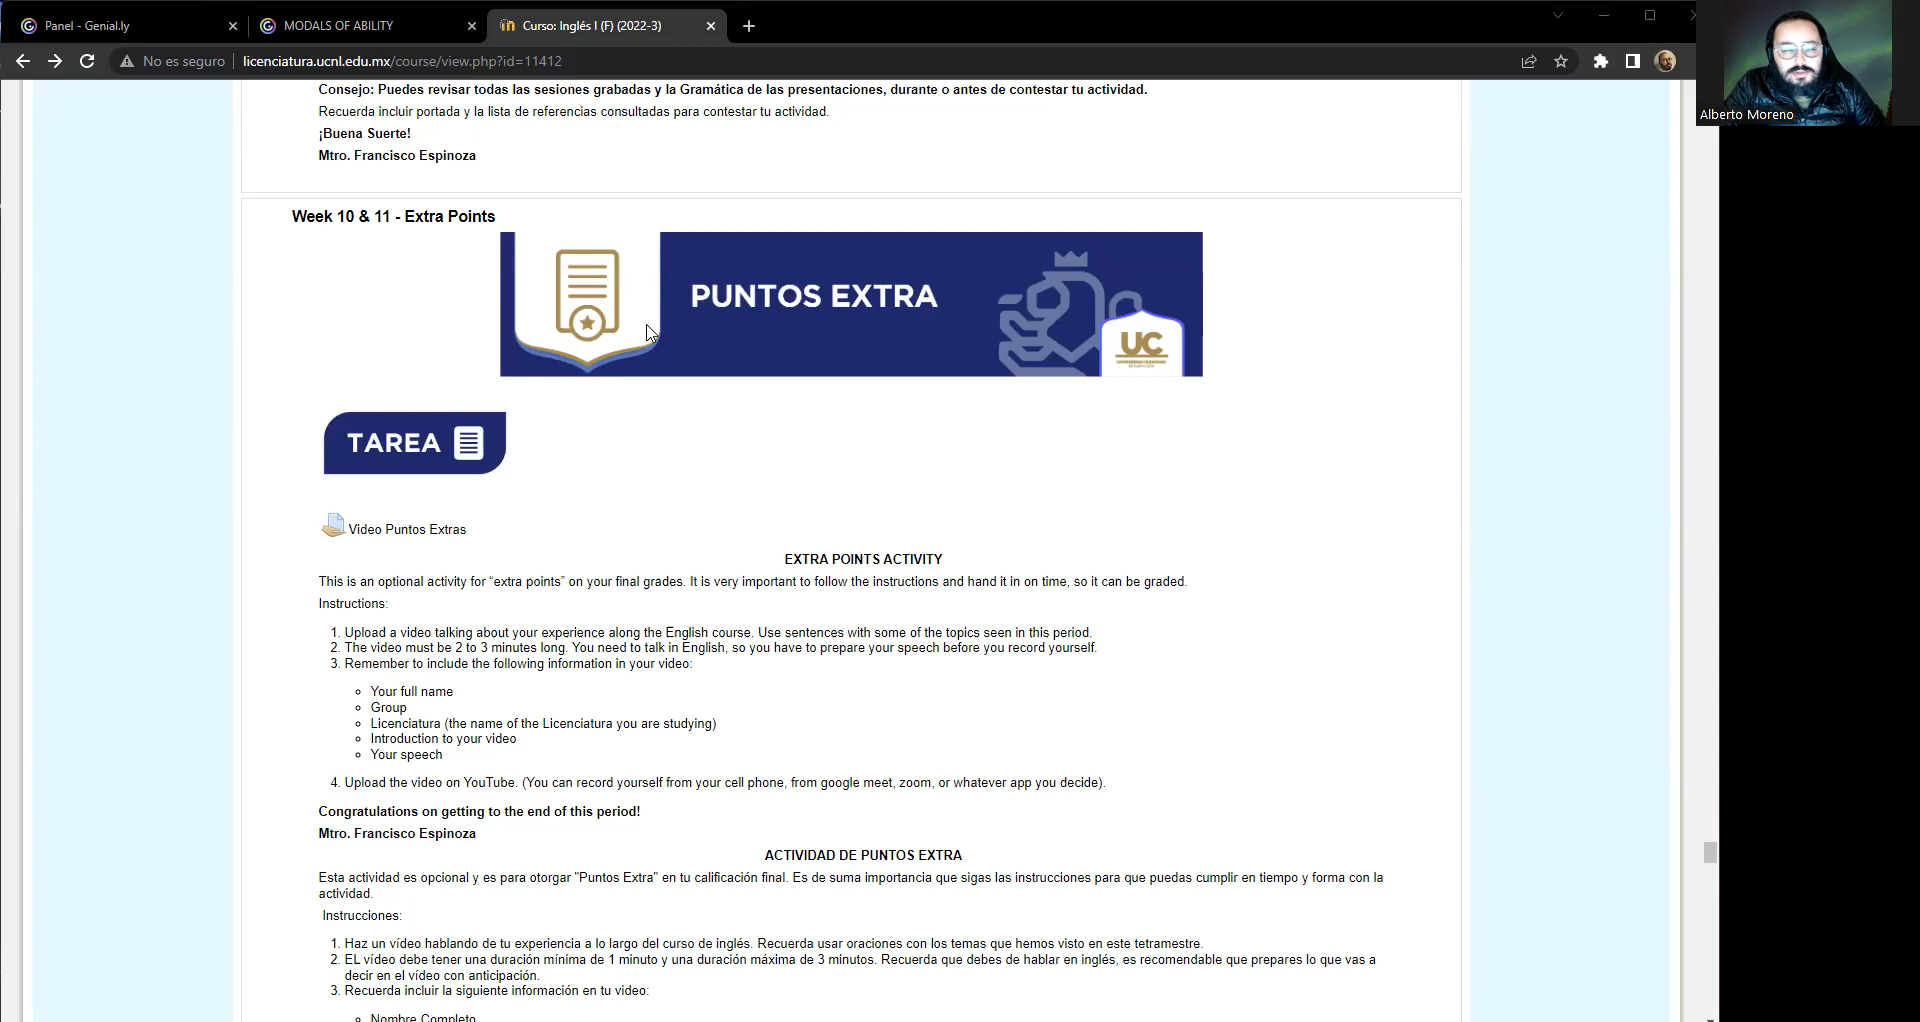 Panel - Genial.ly
MODALS OF ABILITY
Curso: Inglés I (F) (2022-3)
No es seguro
licenciatura.ucnl.edu.mx/course/view.php?id=11412
Alberto Moreno
Consejo: Puedes revisar todas las sesiones grabadas y la Gramática de las presentaciones, durante o antes de contestar tu actividad.
Recuerda incluir portada y la lista de referencias consultadas para contestar tu actividad.
¡Buena Suerte!
Mtro. Francisco Espinoza
Week 10 & 11 - Extra Points
PUNTOS EXTRA
UC
TAREA
Video Puntos Extras
EXTRA POINTS ACTIVITY
This is an optional activity for “extra points” on your final grades. It is very important to follow the instructions and hand it in on time, so it can be graded.
Instructions:
1. Upload a video talking about your experience along the English course. Use sentences with some of the topics seen in this period.
2. The video must be 2 to 3 minutes long. You need to talk in English, so you have to prepare your speech before you record yourself.
3. Remember to include the following information in your video:
Your full name
Group
Licenciatura (the name of the Licenciatura you are studying)
Introduction to your video
Your speech
4. Upload the video on YouTube. (You can record yourself from your cell phone, from google meet, zoom, or whatever app you decide).
Congratulations on getting to the end of this period!
Mtro. Francisco Espinoza
ACTIVIDAD DE PUNTOS EXTRA
Esta actividad es opcional y es para otorgar "Puntos Extra" en tu calificación final. Es de suma importancia que sigas las instrucciones para que puedas cumplir en tiempo y forma con la
actividad.
Instrucciones:
1. Haz un vídeo hablando de tu experiencia a lo largo del curso de inglés. Recuerda usar oraciones con los temas que hemos visto en este tetramestre.
2. EL vídeo debe tener una duración mínima de 1 minuto y una duración máxima de 3 minutos. Recuerda que debes de hablar en inglés, es recomendable que prepares lo que vas a
decir en el vídeo con anticipación.
3. Recuerda incluir la siguiente información en tu video:
Nombre Completo